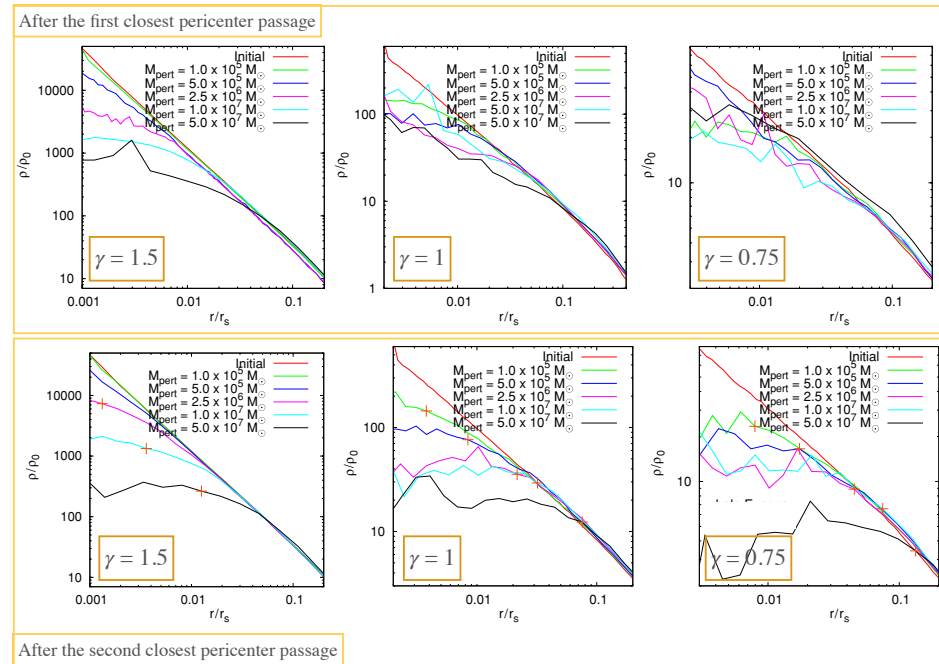 After the first closest pericenter passage
Initial
M_pert = 1.0 x 10^5 M_⊙
M_pert = 5.0 x 10^5 M_⊙
M_pert = 2.5 x 10^6 M_⊙
M_pert = 1.0 x 10^7 M_⊙
M_pert = 5.0 x 10^7 M_⊙
10000
1000
100
10
ρ/ρ_0
γ = 1.5
0.001 0.01 0.1
r/r_s
Initial
M_pert = 1.0 x 10^5 M_⊙
M_pert = 5.0 x 10^5 M_⊙
M_pert = 2.5 x 10^6 M_⊙
M_pert = 1.0 x 10^7 M_⊙
M_pert = 5.0 x 10^7 M_⊙
100
10
1
ρ/ρ_0
γ = 1
0.01 0.1
r/r_s
Initial
M_pert = 1.0 x 10^5 M_⊙
M_pert = 5.0 x 10^5 M_⊙
M_pert = 2.5 x 10^6 M_⊙
M_pert = 1.0 x 10^7 M_⊙
M_pert = 5.0 x 10^7 M_⊙
10
ρ/ρ_0
γ = 0.75
0.01 0.1
r/r_s
Initial
M_pert = 1.0 x 10^5 M_⊙
M_pert = 5.0 x 10^5 M_⊙
M_pert = 2.5 x 10^6 M_⊙
M_pert = 1.0 x 10^7 M_⊙
M_pert = 5.0 x 10^7 M_⊙
10000
1000
100
10
ρ/ρ_0
γ = 1.5
0.001 0.01 0.1
r/r_s
Initial
M_pert = 1.0 x 10^5 M_⊙
M_pert = 5.0 x 10^5 M_⊙
M_pert = 2.5 x 10^6 M_⊙
M_pert = 1.0 x 10^7 M_⊙
M_pert = 5.0 x 10^7 M_⊙
100
10
ρ/ρ_0
γ = 1
0.01 0.1
r/r_s
Initial
M_pert = 1.0 x 10^5 M_⊙
M_pert = 5.0 x 10^5 M_⊙
M_pert = 2.5 x 10^6 M_⊙
M_pert = 1.0 x 10^7 M_⊙
M_pert = 5.0 x 10^7 M_⊙
10
ρ/ρ_0
γ = 0.75
0.01 0.1
r/r_s
After the second closest pericenter passage